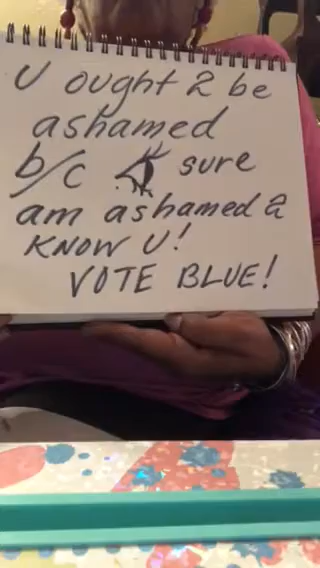 U ought 2 be
ashamed
b/c 👁 sure
am ashamed 2
KNOW U!
VOTE BLUE!